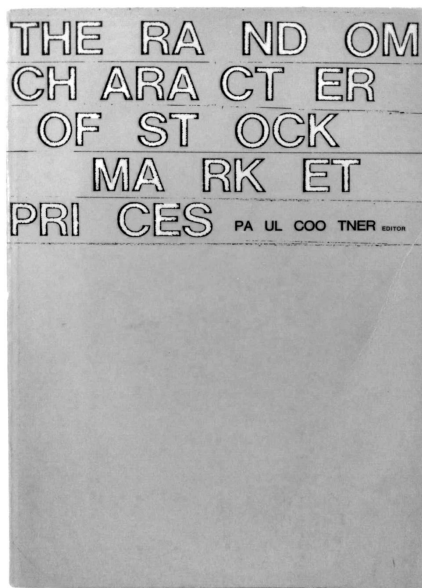 THE RA ND OM
CH ARA CT ER
OF ST OCK
MA RK ET
PRI CES PA UL COO TNER EDITOR